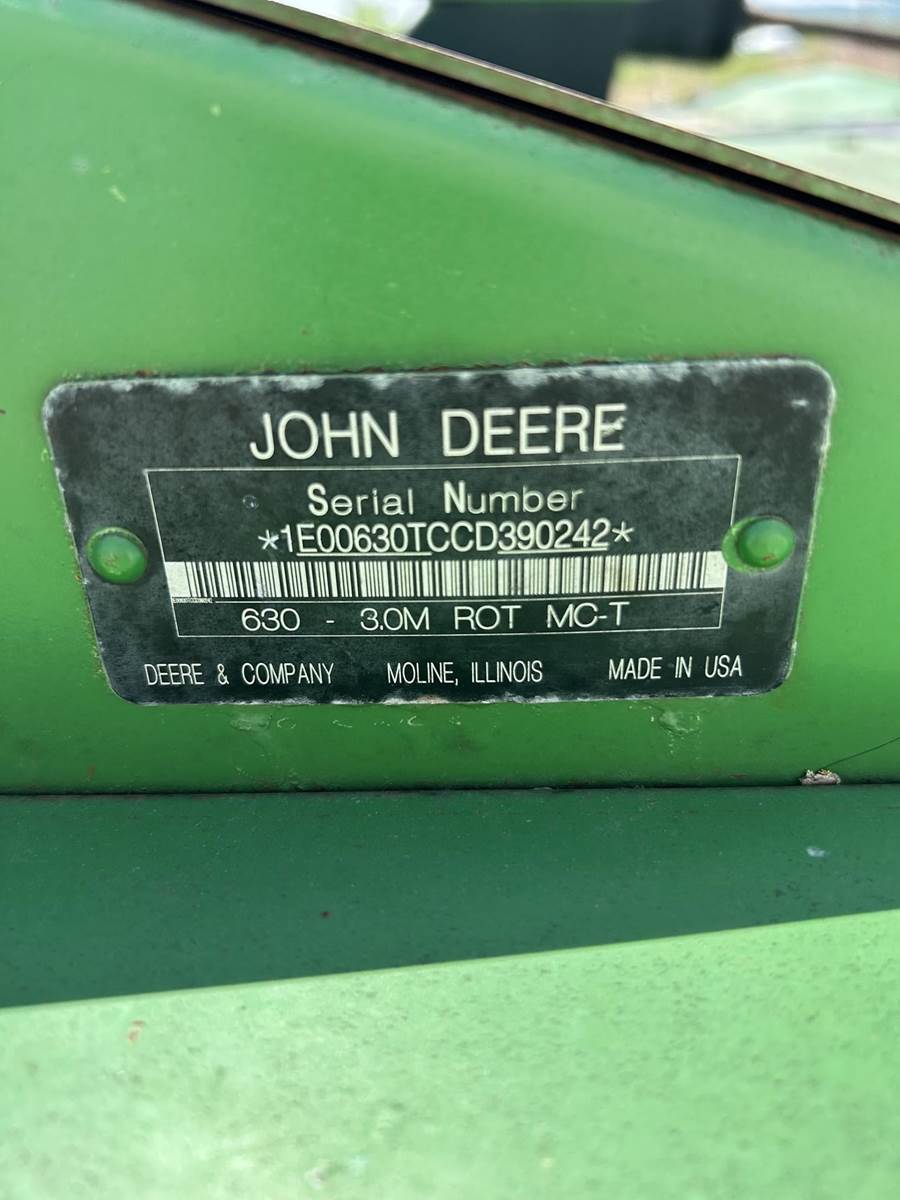 JOHN DEERE
Serial Number
*1E00630TCCD390242*
630 - 3.0M ROT MC-T
DEERE & COMPANY MOLINE, ILLINOIS MADE IN USA